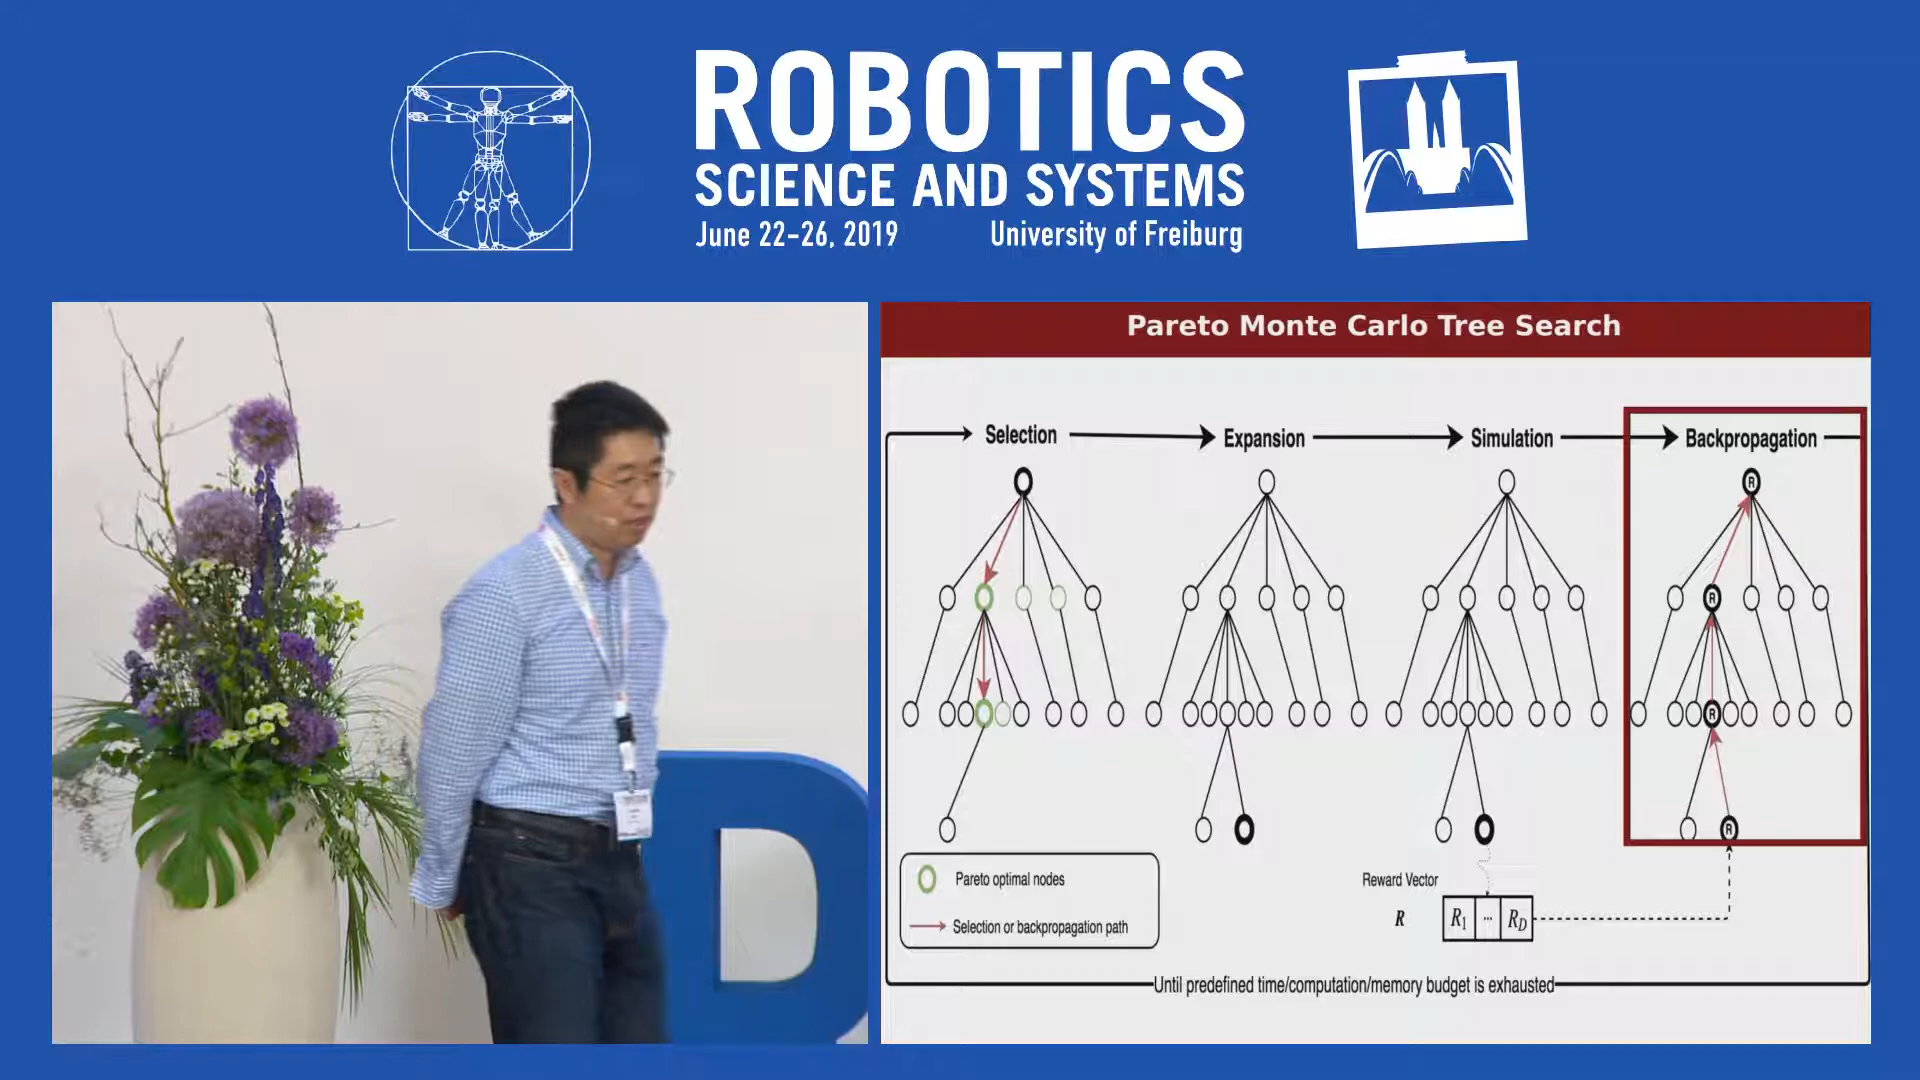 ROBOTICS
SCIENCE AND SYSTEMS
June 22-26, 2019 University of Freiburg
Pareto Monte Carlo Tree Search
Selection Expansion Simulation Backpropagation
R
R
R
R
Pareto optimal nodes
Selection or backpropagation path
Reward Vector
R R1 ... RD
Until predefined time/computation/memory budget is exhausted
D